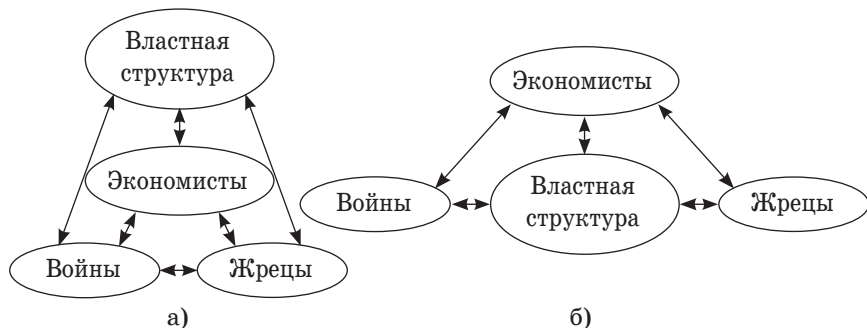 Властная
структура
Экономисты
Войны
Жрецы
а)
Экономисты
Войны
Властная
структура
Жрецы
б)